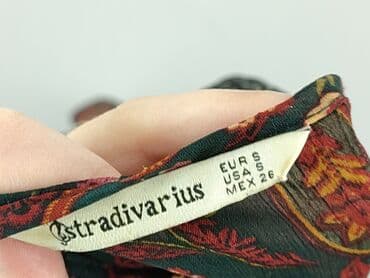 stradivarius
EUR S
USA S
MEX 26